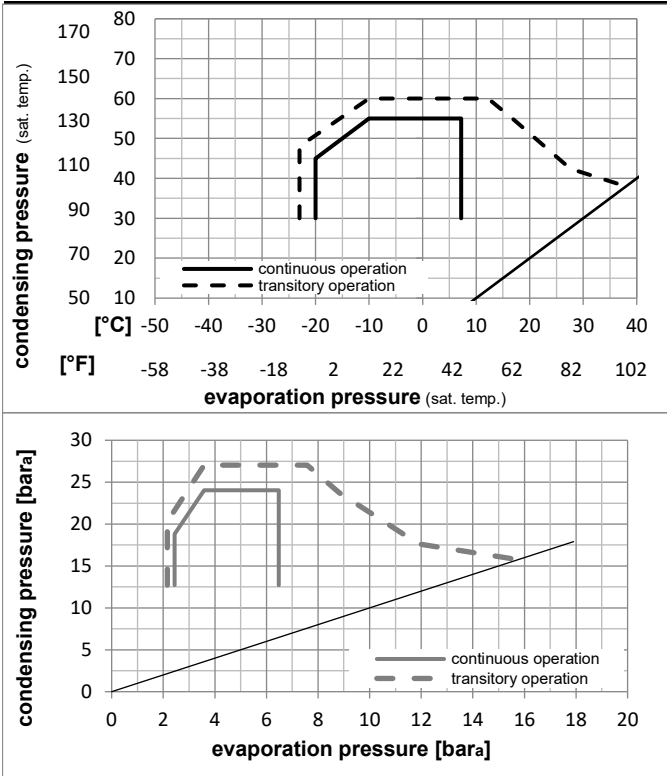 condensing pressure (sat. temp.)
170 80
150 70
60
130 50
110 40
90 30
70 20
50 10
continuous operation
transitory operation
[°C] -50 -40 -30 -20 -10 0 10 20 30 40
[°F] -58 -38 -18 2 22 42 62 82 102
evaporation pressure (sat. temp.)
condensing pressure [bara]
30
25
20
15
10
5
0
continuous operation
transitory operation
0 2 4 6 8 10 12 14 16 18 20
evaporation pressure [bara]